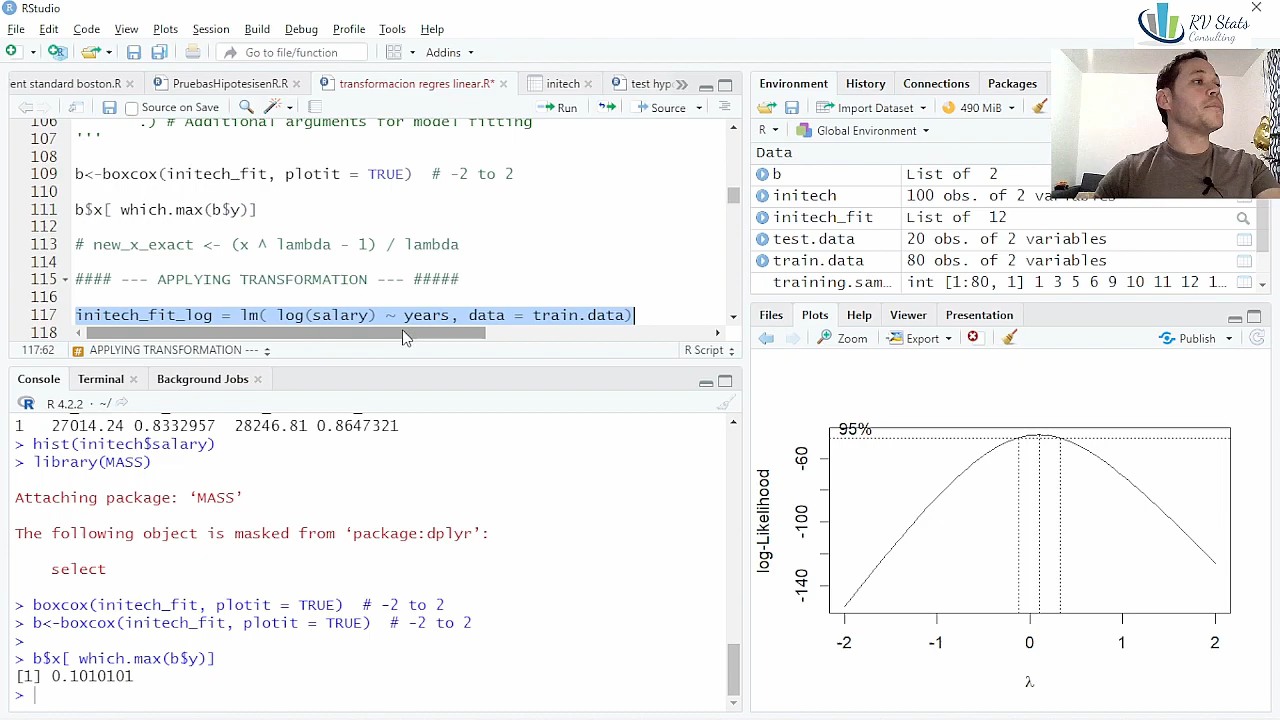 RStudio
File Edit Code View Plots Session Build Debug Profile Tools Help
Go to file/function Addins
RV Stats
Consulting
ent standard boston.R PruebasHipotesisenR.R transformacion regres linear.R* initech test hyp
Source on Save Run Source
106 .) # Additional arguments for model fitting
107 '''
108
109 b<-boxcox(initech_fit, plotit = TRUE) # -2 to 2
110
111 b$x[ which.max(b$y)]
112
113 # new_x_exact <- (x ^ lambda - 1) / lambda
114
115 #### --- APPLYING TRANSFORMATION --- #####
116
117 initech_fit_log = lm( log(salary) ~ years, data = train.data)
118
117:62 # APPLYING TRANSFORMATION --- R Script
Console Terminal Background Jobs
R 4.2.2 · ~/
1 27014.24 0.8332957 28246.81 0.8647321
> hist(initech$salary)
> library(MASS)
Attaching package: ‘MASS’
The following object is masked from ‘package:dplyr’:
select
> boxcox(initech_fit, plotit = TRUE) # -2 to 2
> b<-boxcox(initech_fit, plotit = TRUE) # -2 to 2
>
> b$x[ which.max(b$y)]
[1] 0.1010101
>
Environment History Connections Packages
Import Dataset 490 MiB
R Global Environment
Data
b List of 2
initech 100 obs. of 2 variables
initech_fit List of 12
test.data 20 obs. of 2 variables
train.data 80 obs. of 2 variables
training.sam… int [1:80, 1] 1 3 5 6 9 10 11 12 1…
Files Plots Help Viewer Presentation
Zoom Export Publish
95%
log-Likelihood
-60
-100
-140
-2 -1 0 1 2
λ